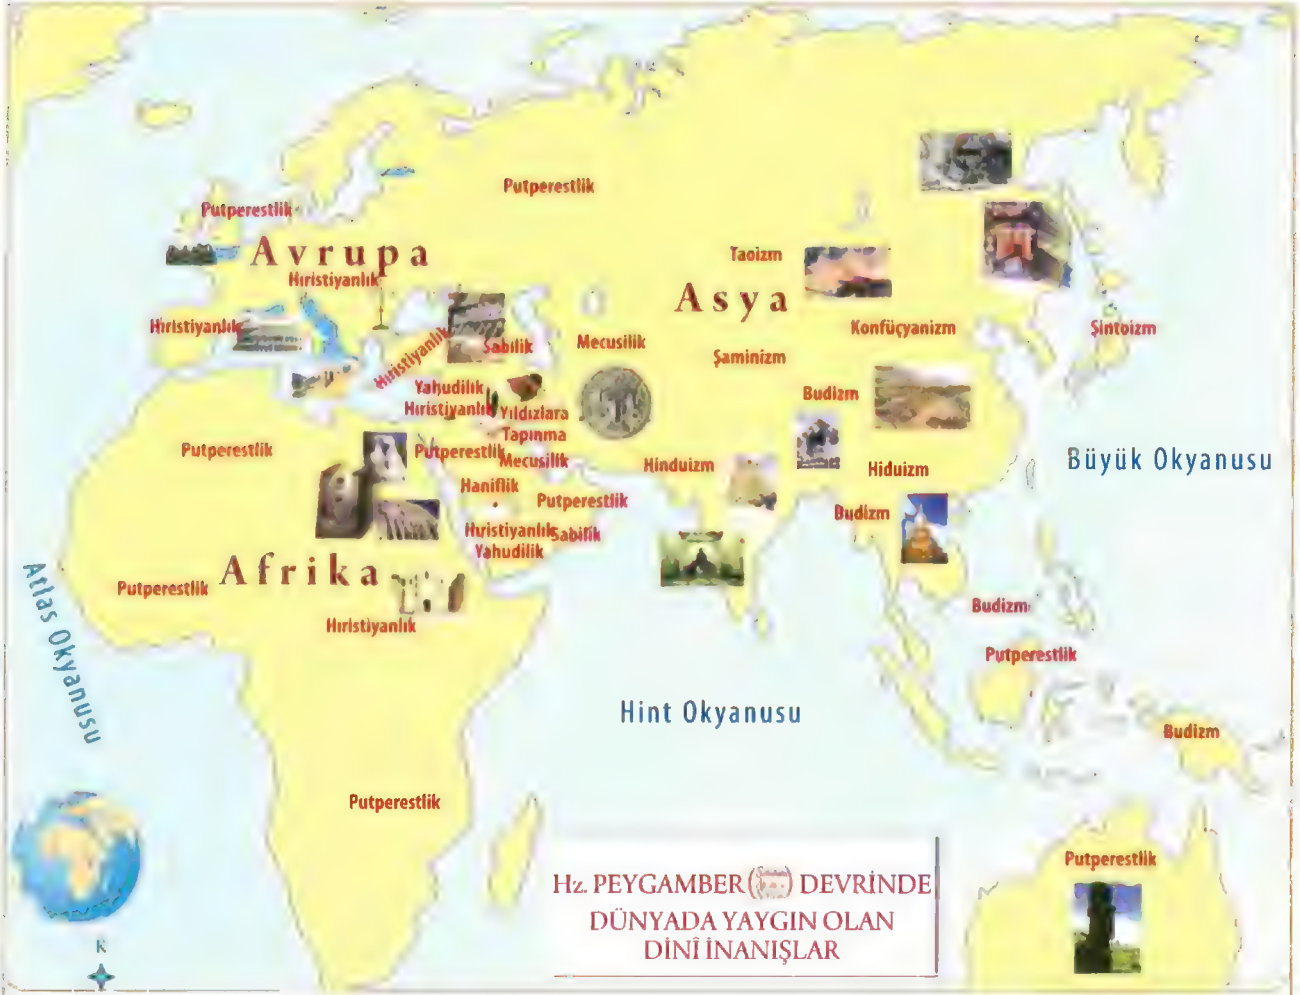 Putperestlik
Putperestlik
Avrupa
Hıristiyanlık
Taoizm
Asya
Hıristiyanlık
Konfüçyanizm
Şintoizm
Hıristiyanlık
Sabilik
Mecusilik
Şaminizm
Yahudilik
Hıristiyanlık
Budizm
Yıldızlara
Tapınma
Putperestlik
Putperestlik
Mecusilik
Hinduizm
Hiduizm
Büyük Okyanusu
Haniflik
Putperestlik
Budizm
Hıristiyanlık
Sabilik
Yahudilik
Afrika
Putperestlik
Atlas Okyanusu
Hıristiyanlık
Budizm
Putperestlik
Hint Okyanusu
Budizm
Putperestlik
Putperestlik
Hz. PEYGAMBER ( ) DEVRİNDE
DÜNYADA YAYGIN OLAN
DİNÎ İNANIŞLAR
K